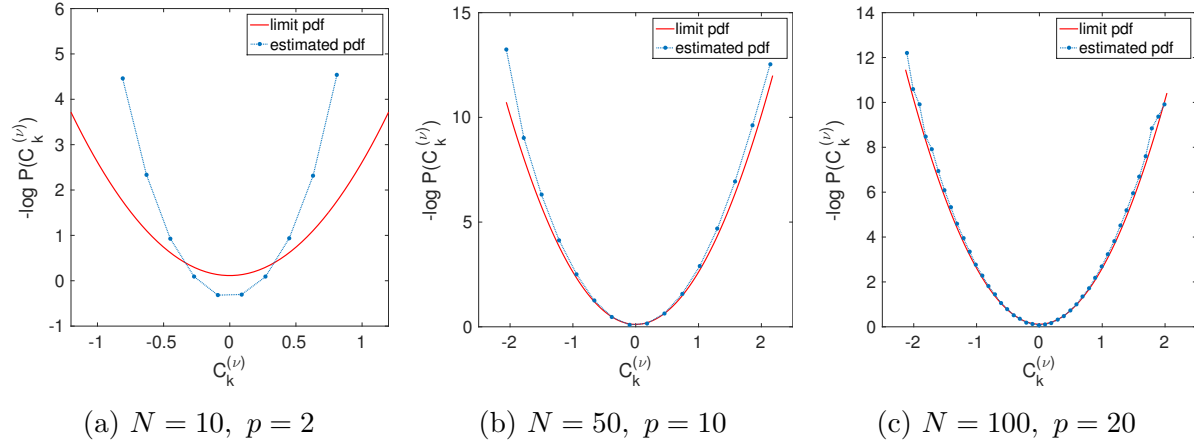 6
5
4
3
2
1
0
-1
-log P(C_k^{(ν)})
-1 -0.5 0 0.5 1
C_k^{(ν)}
limit pdf
estimated pdf
(a) N = 10, p = 2
15
10
5
0
-log P(C_k^{(ν)})
-2 -1 0 1 2
C_k^{(ν)}
limit pdf
estimated pdf
(b) N = 50, p = 10
14
12
10
8
6
4
2
0
-log P(C_k^{(ν)})
-2 -1 0 1 2
C_k^{(ν)}
limit pdf
estimated pdf
(c) N = 100, p = 20